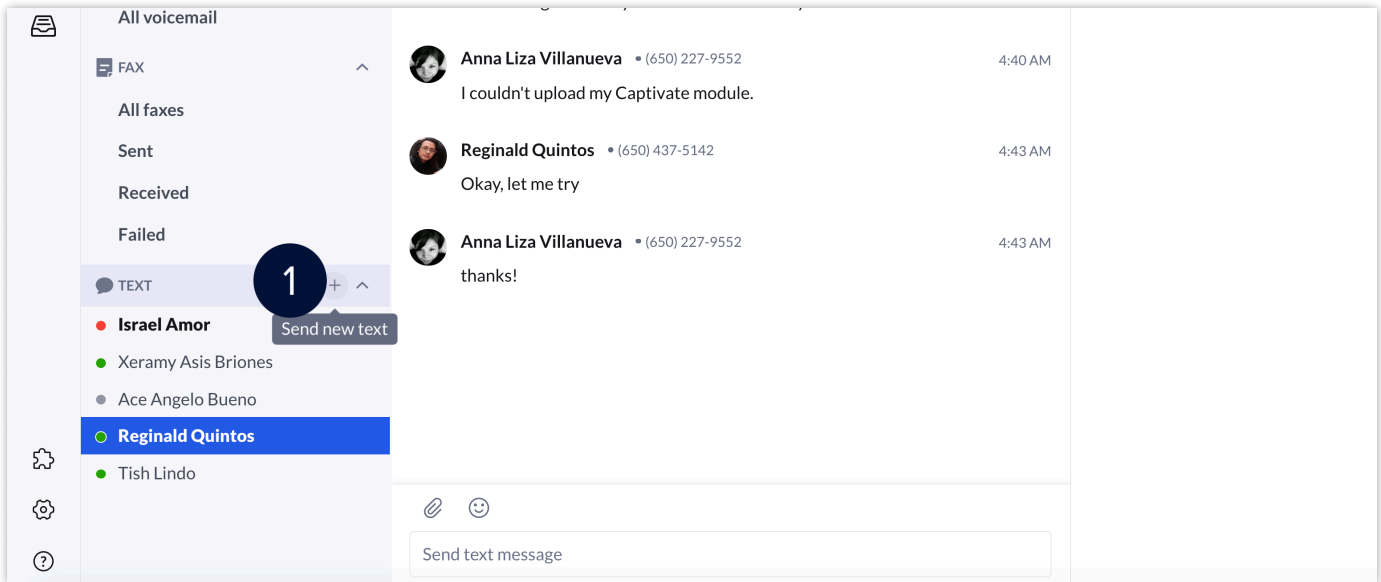 All voicemail
FAX
All faxes
Sent
Received
Failed
TEXT
1
+
Send new text
Israel Amor
Xeramy Asis Briones
Ace Angelo Bueno
Reginald Quintos
Tish Lindo
Anna Liza Villanueva • (650) 227-9552 4:40 AM
I couldn't upload my Captivate module.
Reginald Quintos • (650) 437-5142 4:43 AM
Okay, let me try
Anna Liza Villanueva • (650) 227-9552 4:43 AM
thanks!
Send text message